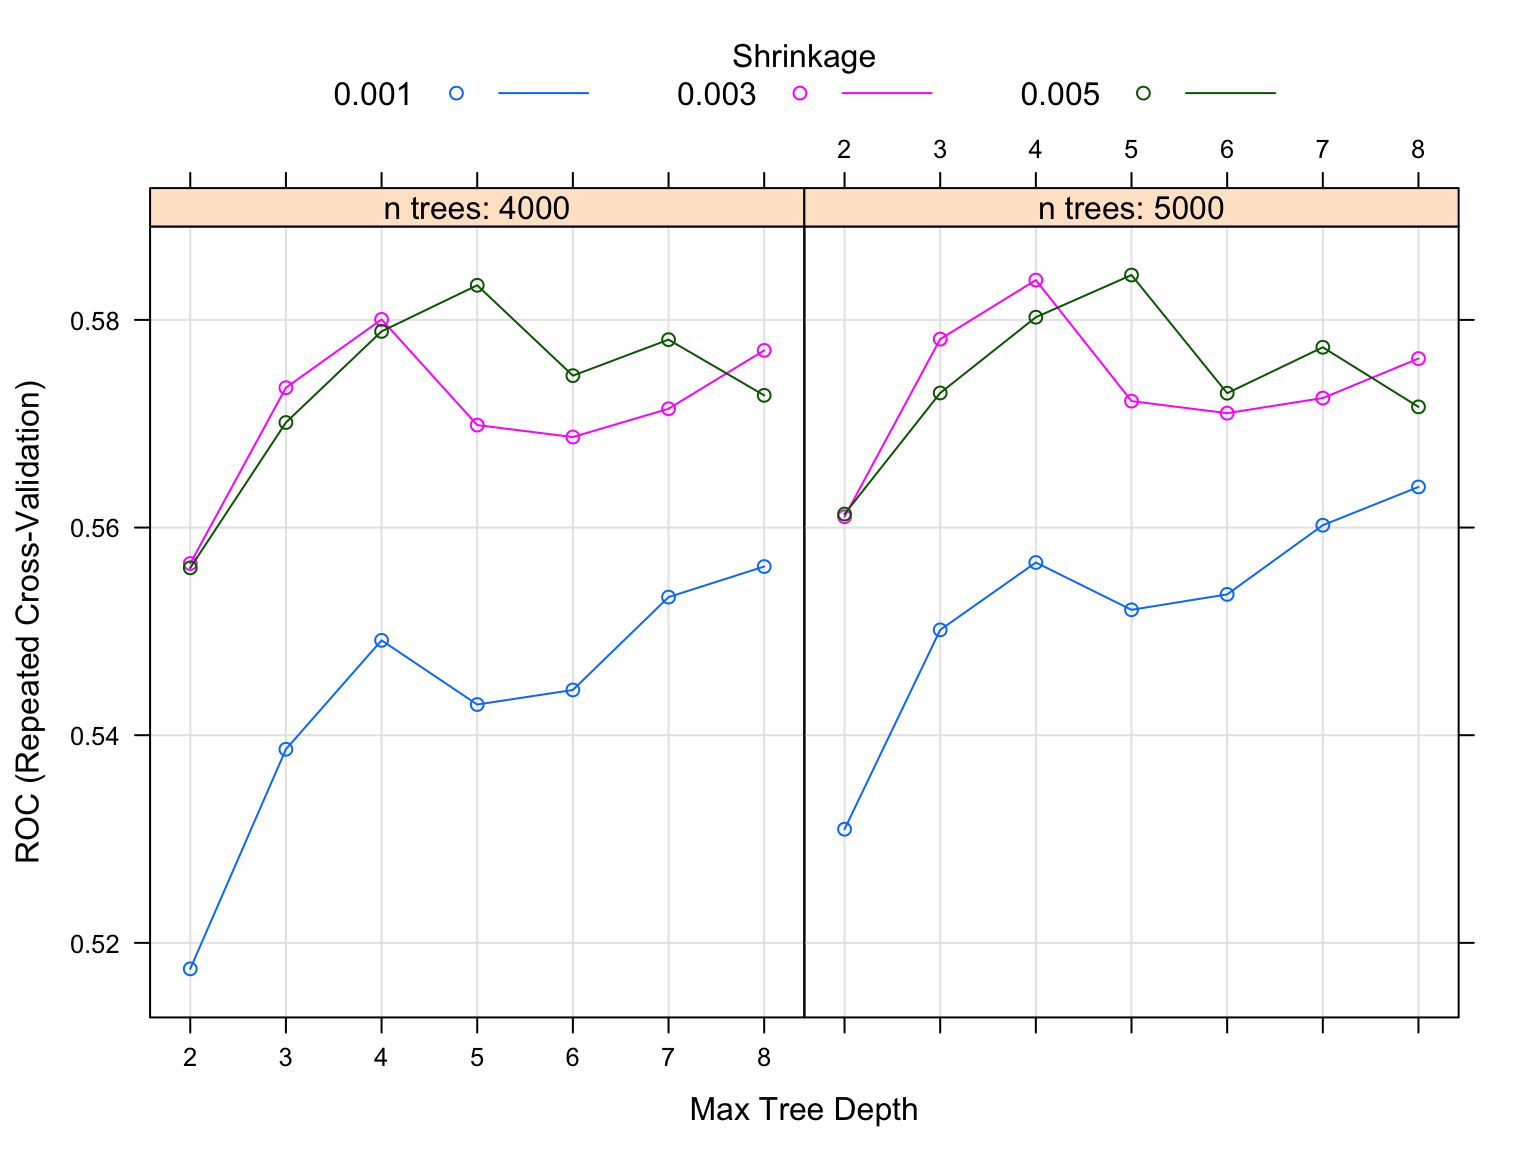 Shrinkage
0.001 0.003 0.005
2 3 4 5 6 7 8
n trees: 4000 n trees: 5000
0.58
0.56
0.54
0.52
ROC (Repeated Cross-Validation)
2 3 4 5 6 7 8
Max Tree Depth